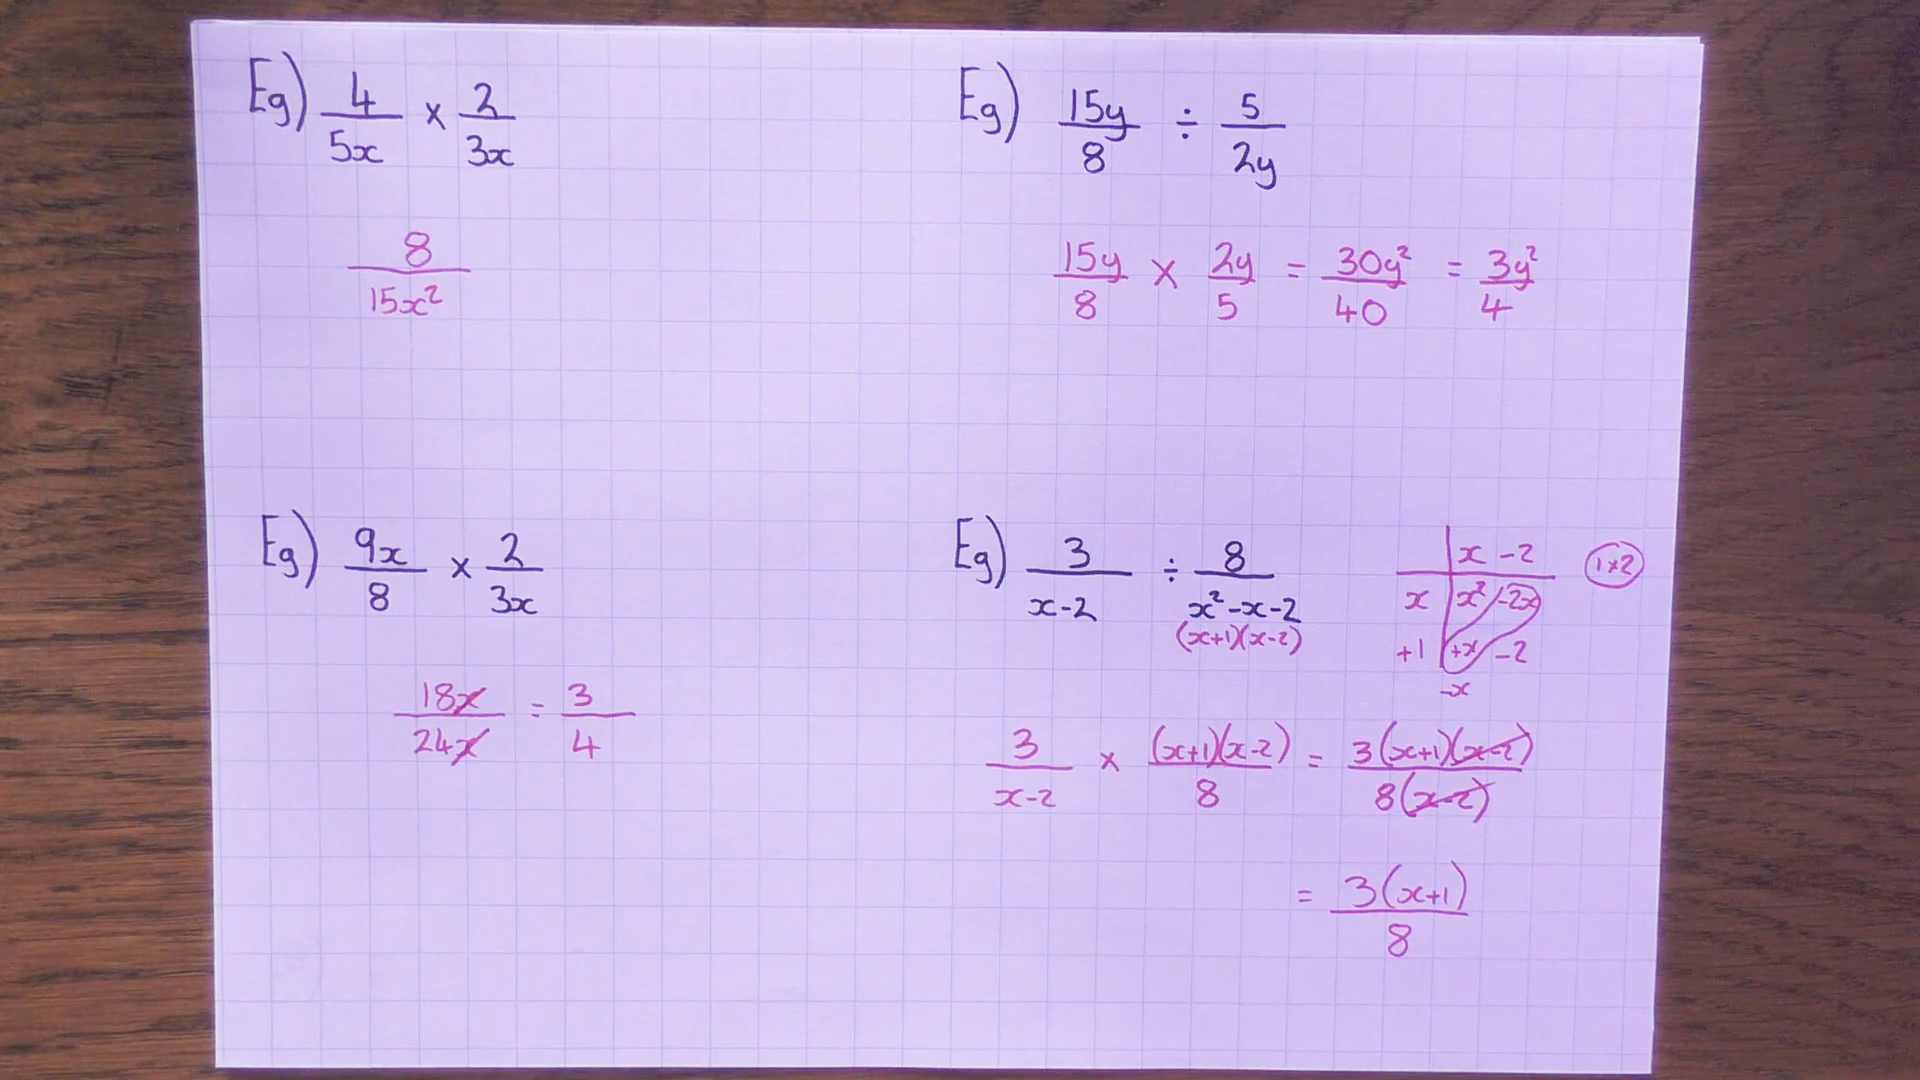 Eg) 4/5x × 2/3x
8/15x²
Eg) 15y/8 ÷ 5/2y
15y/8 × 2y/5 = 30y²/40 = 3y²/4
Eg) 9x/8 × 2/3x
18x/24x = 3/4
Eg) 3/x-2 ÷ 8/x²-x-2
(x+1)(x-2)
x -2
x x² -2x
+1 +x -2
-x
1×2
3/x-2 × (x+1)(x-2)/8 = 3(x+1)(x-2)/8(x-2)
= 3(x+1)/8